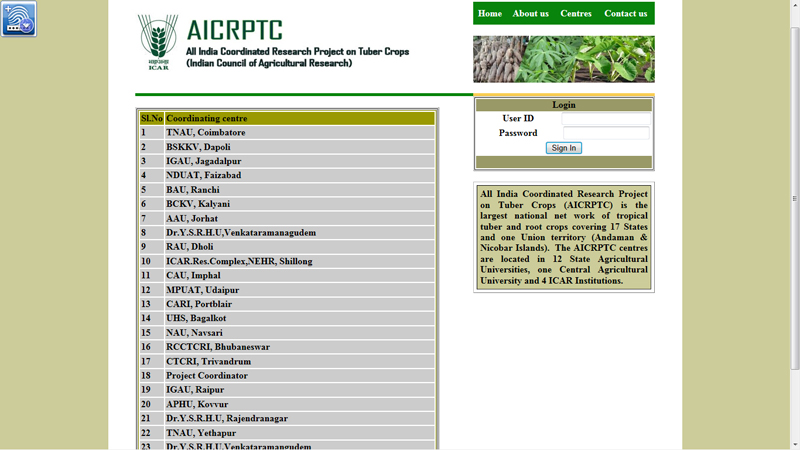 Home About us Centres Contact us
AICRPTC
All India Coordinated Research Project on Tuber Crops
(Indian Council of Agricultural Research)
ICAR
Login
User ID
Password
Sign In
All India Coordinated Research Project
on Tuber Crops (AICRPTC) is the
largest national net work of tropical
tuber and root crops covering 17 States
and one Union territory (Andaman &
Nicobar Islands). The AICRPTC centres
are located in 12 State Agricultural
Universities, one Central Agricultural
University and 4 ICAR Institutions.
Sl.No Coordinating centre
1 TNAU, Coimbatore
2 BSKKV, Dapoli
3 IGAU, Jagadalpur
4 NDUAT, Faizabad
5 BAU, Ranchi
6 BCKV, Kalyani
7 AAU, Jorhat
8 Dr.Y.S.R.H.U,Venkataramanagudem
9 RAU, Dholi
10 ICAR.Res.Complex,NEHR, Shillong
11 CAU, Imphal
12 MPUAT, Udaipur
13 CARI, Portblair
14 UHS, Bagalkot
15 NAU, Navsari
16 RCCTCRI, Bhubaneswar
17 CTCRI, Trivandrum
18 Project Coordinator
19 IGAU, Raipur
20 APHU, Kovvur
21 Dr.Y.S.R.H.U, Rajendranagar
22 TNAU, Yethapur
23 Dr.Y.S.R.H.U,Venkataramangudem